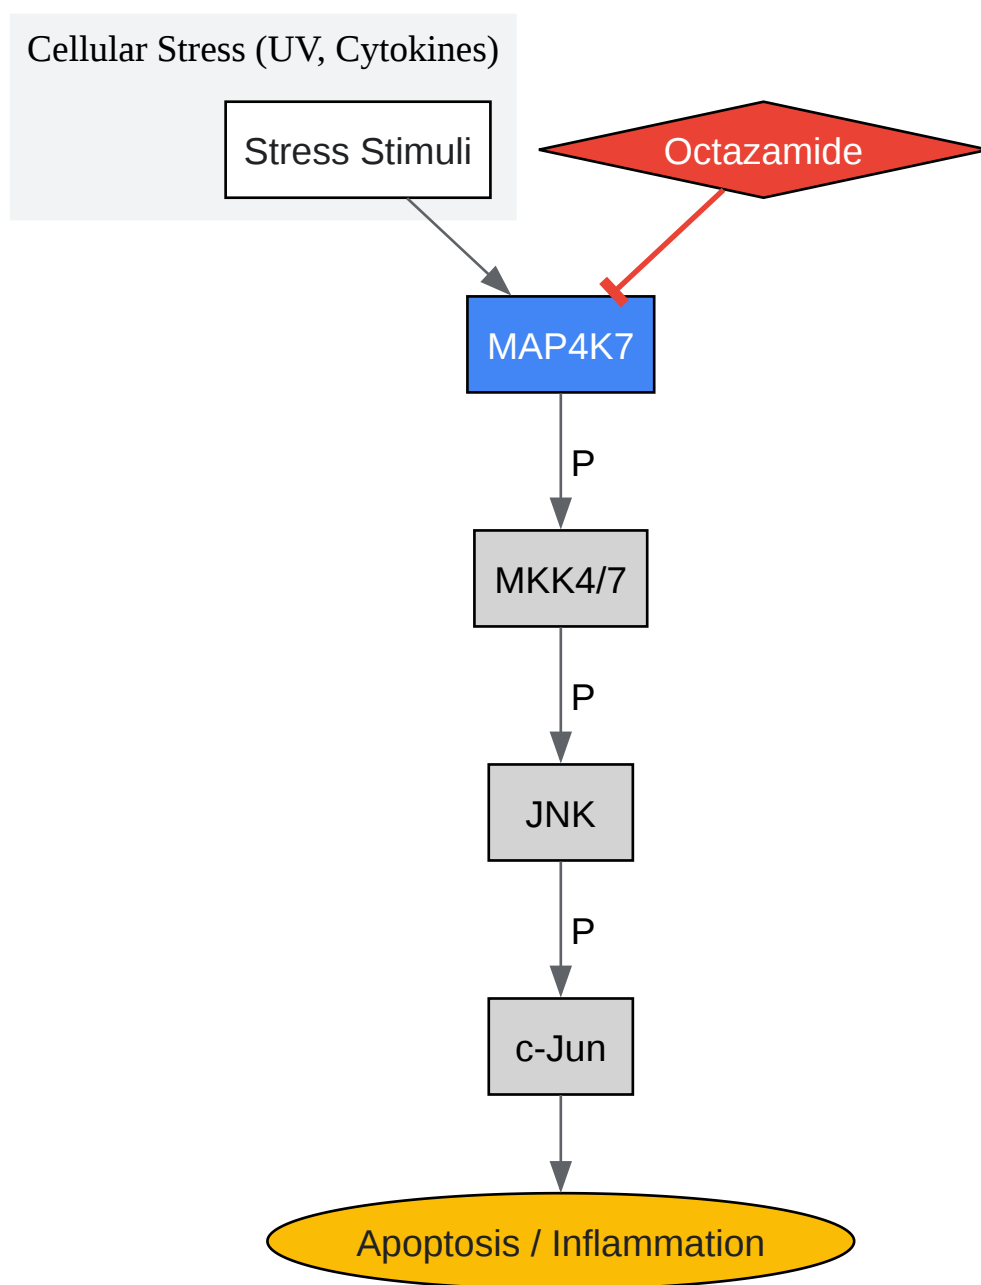 Cellular Stress (UV, Cytokines)
Stress Stimuli
Octazamide
MAP4K7
P
MKK4/7
P
JNK
P
c-Jun
Apoptosis / Inflammation